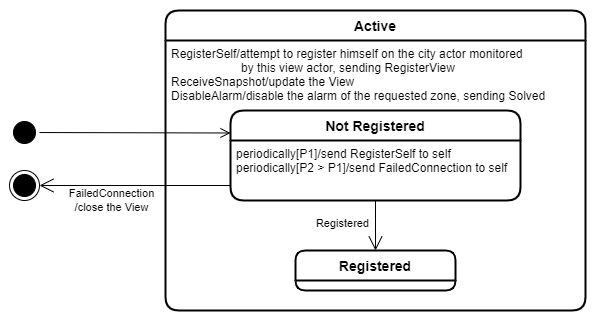 Active
RegisterSelf/attempt to register himself on the city actor monitored
by this view actor, sending RegisterView
ReceiveSnapshot/update the View
DisableAlarm/disable the alarm of the requested zone, sending Solved
Not Registered
periodically[P1]/send RegisterSelf to self
periodically[P2 > P1]/send FailedConnection to self
FailedConnection
/close the View
Registered
Registered